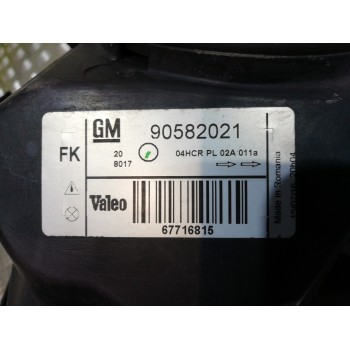 GM 90582021
FK 20 04HCR PL 02A 011a
8017
Valeo
67716815
Made in Romania